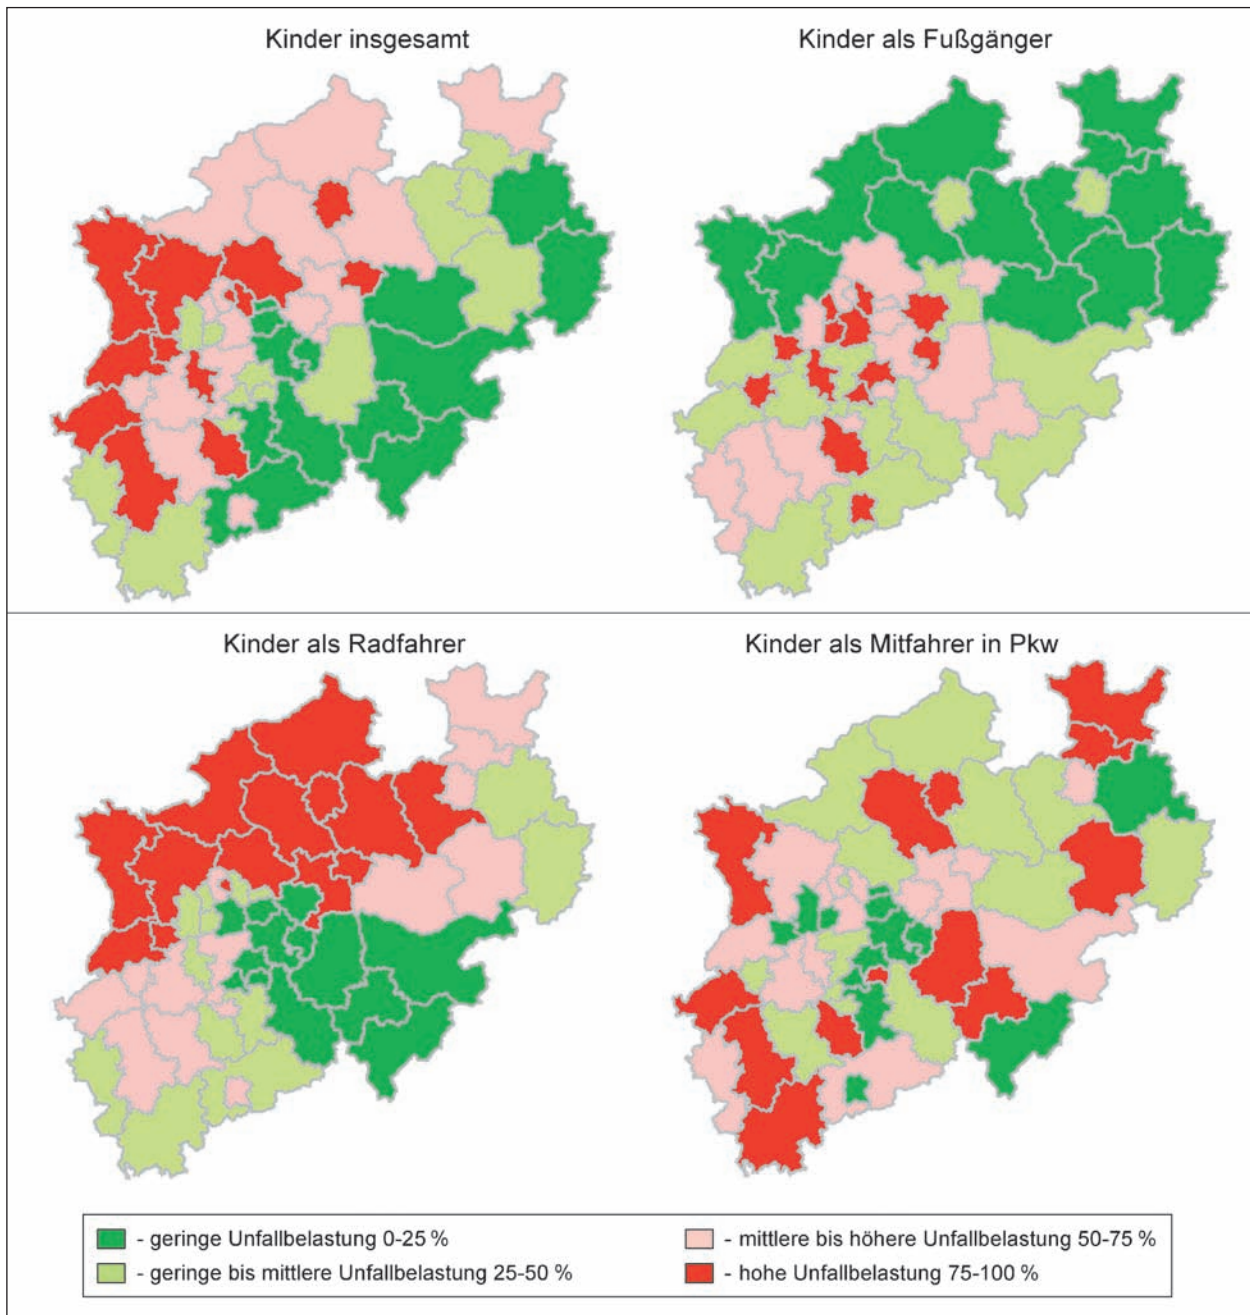 Kinder insgesamt
Kinder als Fußgänger
Kinder als Radfahrer
Kinder als Mitfahrer in Pkw
- geringe Unfallbelastung 0-25 %
- geringe bis mittlere Unfallbelastung 25-50 %
- mittlere bis höhere Unfallbelastung 50-75 %
- hohe Unfallbelastung 75-100 %